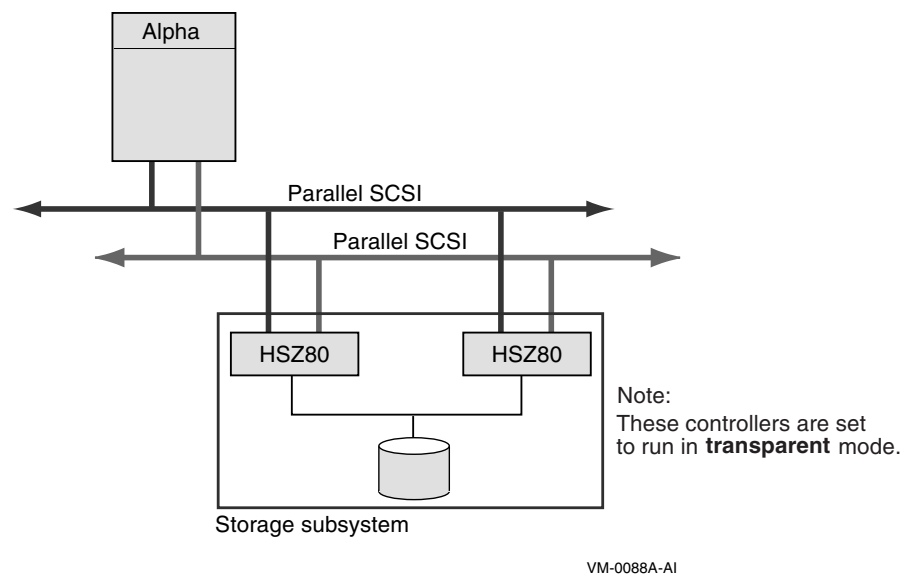 Alpha
Parallel SCSI
Parallel SCSI
HSZ80
HSZ80
Note:
These controllers are set
to run in transparent mode.
Storage subsystem
VM-0088A-AI